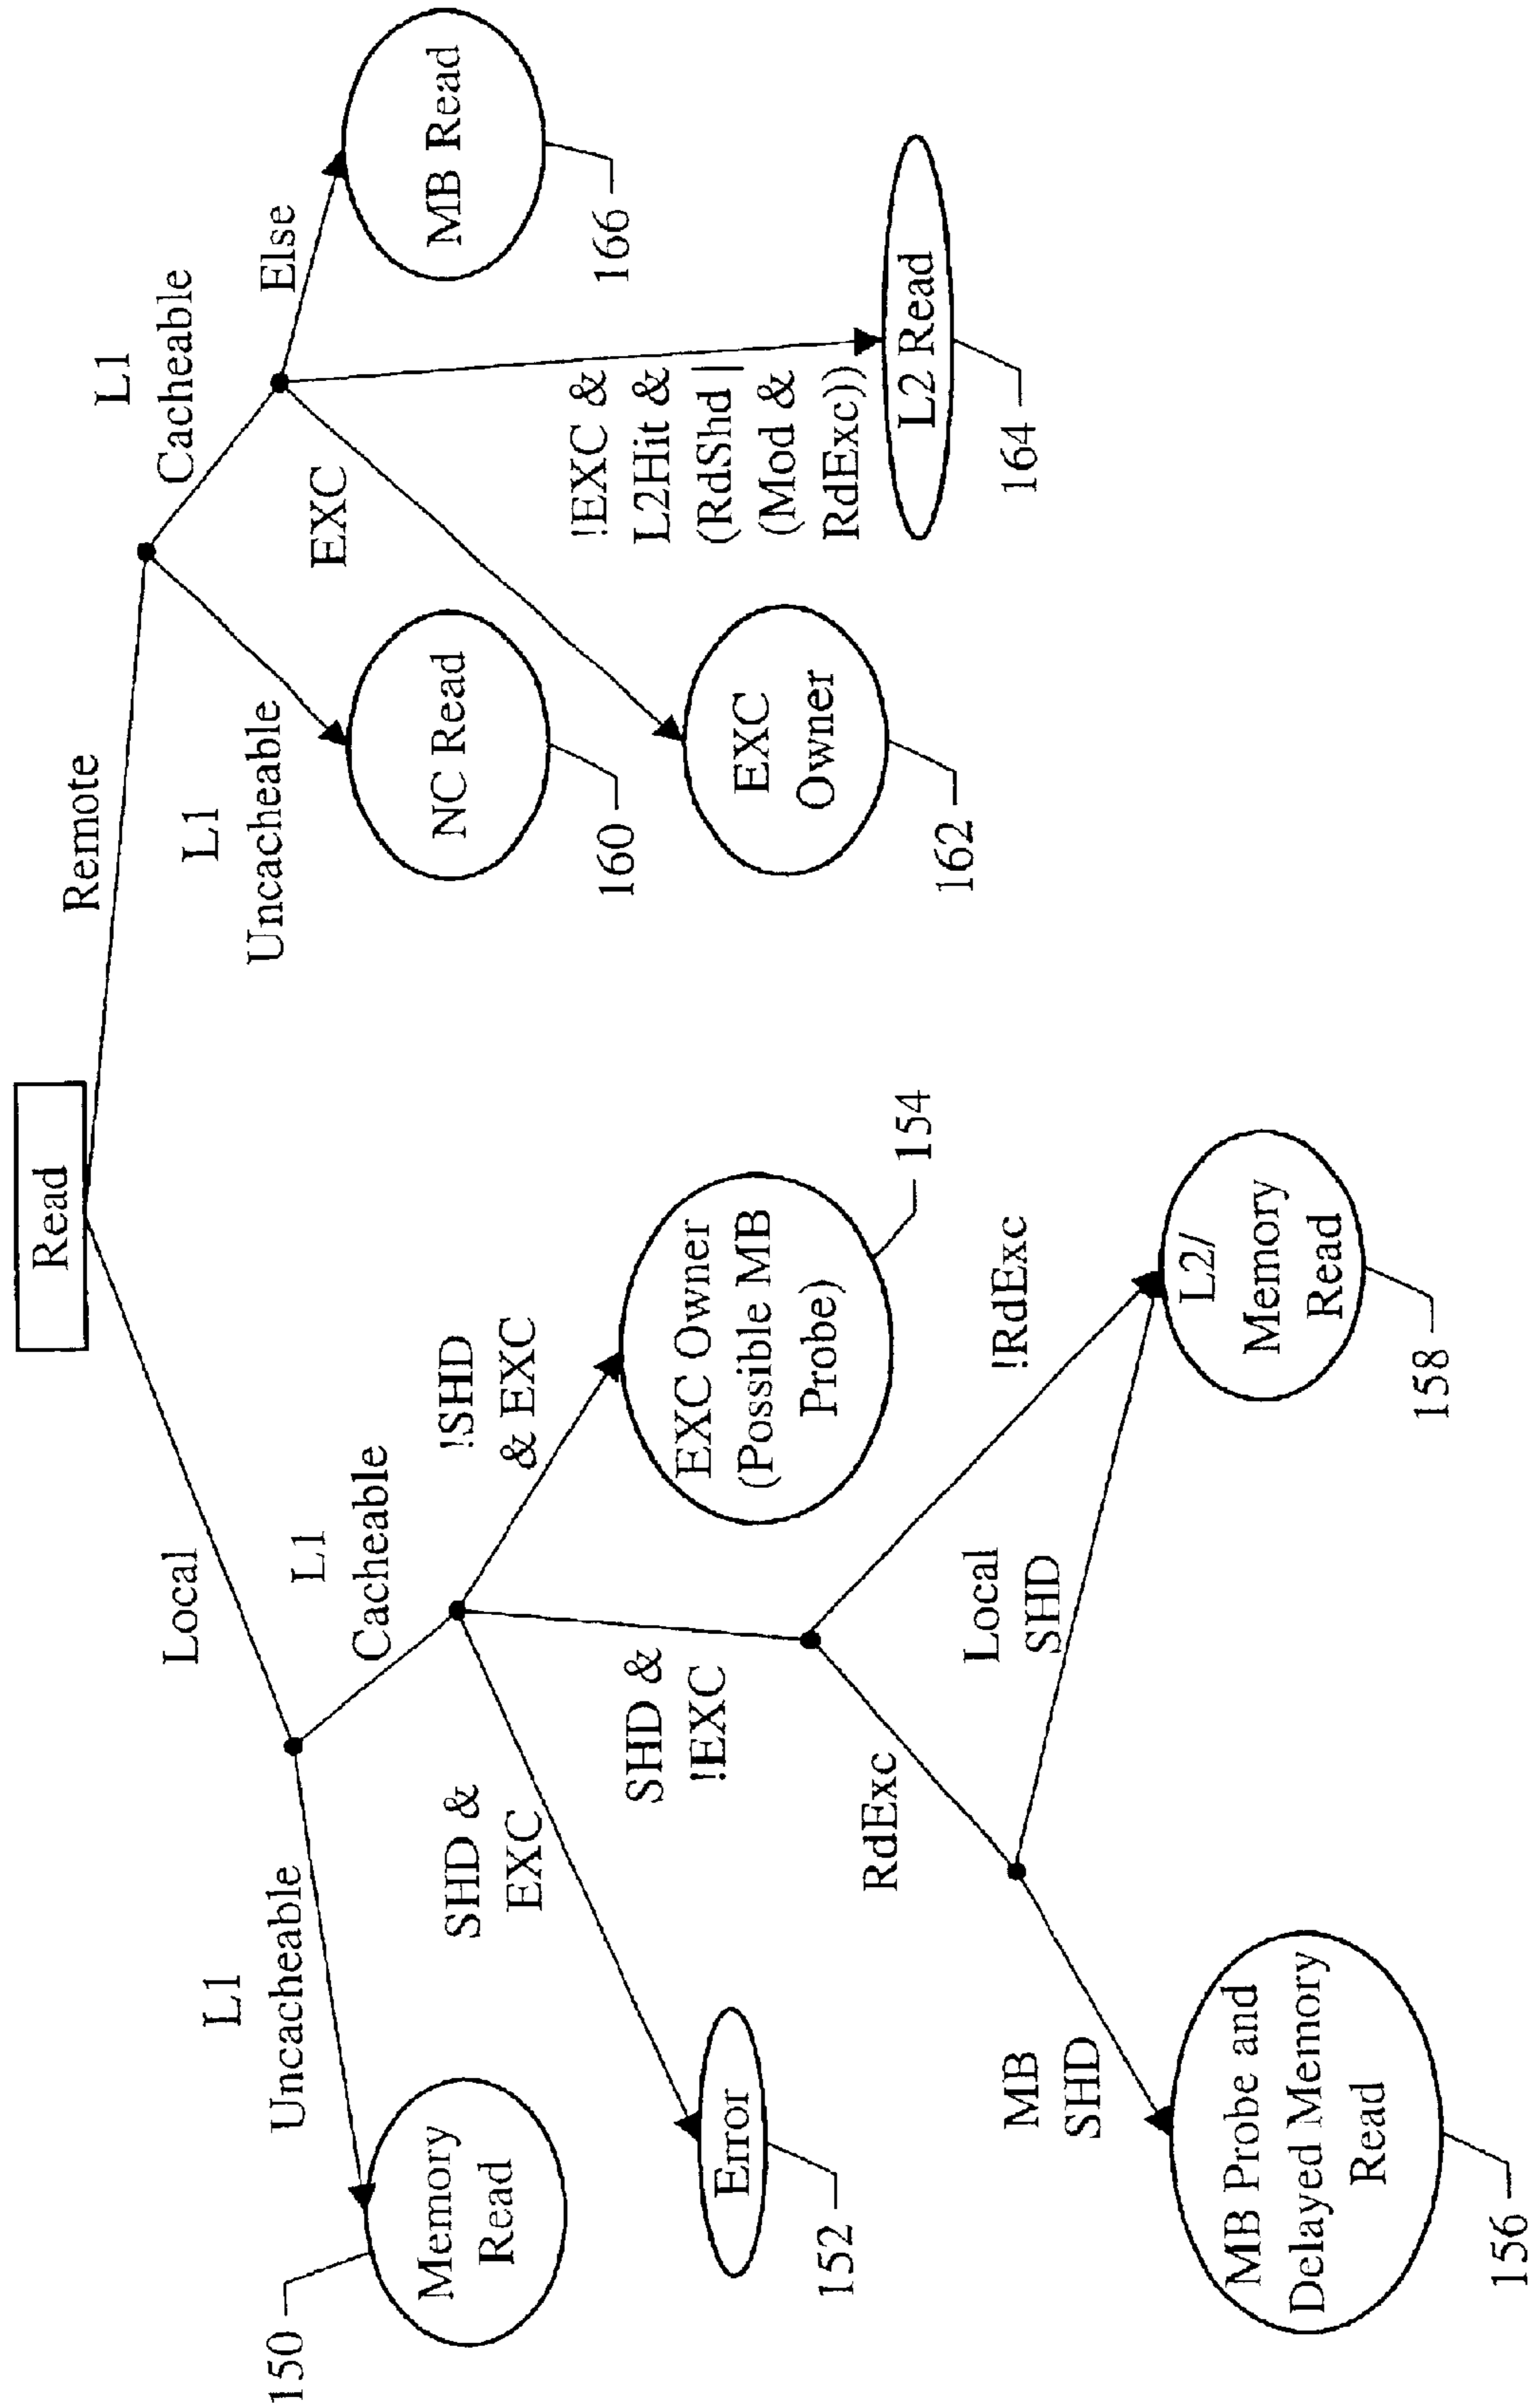 Read
Local
Remote
L1
Uncacheable
L1
Cacheable
150
Memory
Read
SHD &
EXC
!SHD
& EXC
152
Error
SHD &
!EXC
EXC Owner
(Possible MB
Probe)
154
RdExc
!RdExc
MB
SHD
Local
SHD
MB Probe and
Delayed Memory
Read
156
L2/
Memory
Read
158
L1
Uncacheable
L1
Cacheable
NC Read
160
EXC
Else
MB Read
166
EXC
Owner
162
!EXC &
L2Hit &
(RdShd |
(Mod &
RdExc))
L2 Read
164